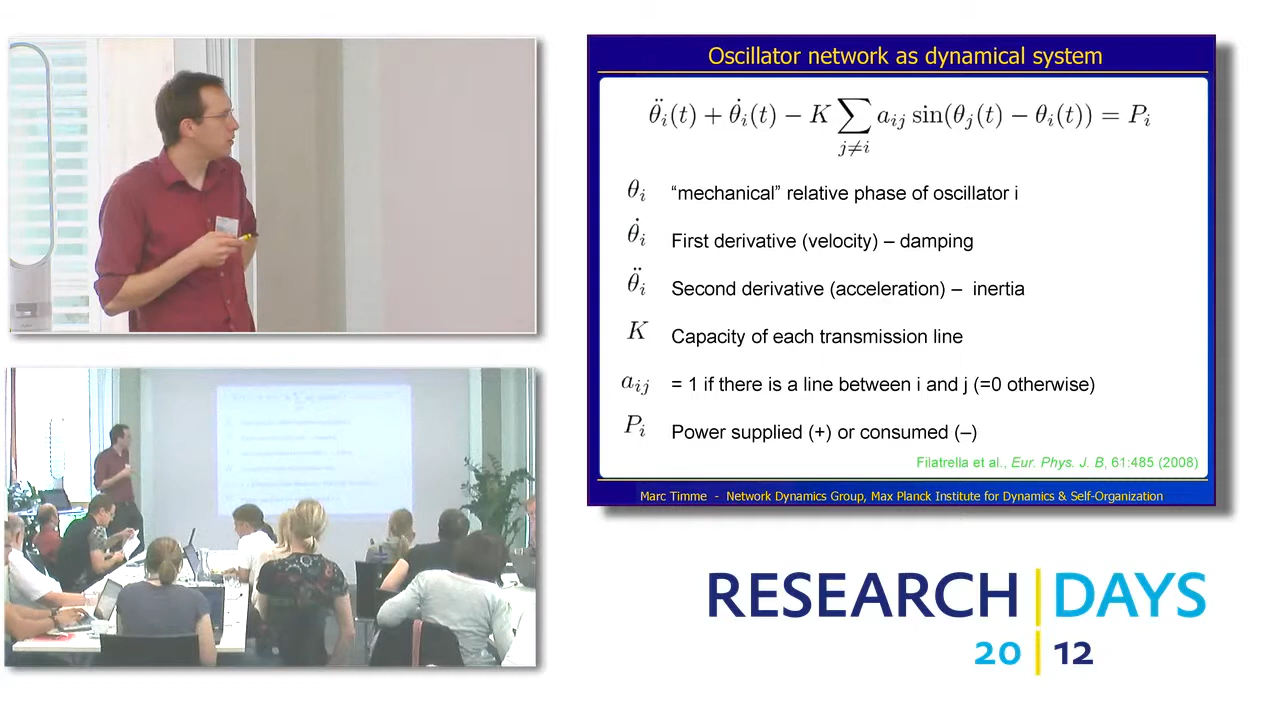 Oscillator network as dynamical system
θ̈ᵢ(t) + θ̇ᵢ(t) − K ∑_{j≠i} aᵢⱼ sin(θⱼ(t) − θᵢ(t)) = Pᵢ
θᵢ “mechanical” relative phase of oscillator i
θ̇ᵢ First derivative (velocity) – damping
θ̈ᵢ Second derivative (acceleration) – inertia
K Capacity of each transmission line
aᵢⱼ = 1 if there is a line between i and j (=0 otherwise)
Pᵢ Power supplied (+) or consumed (–)
Filatrella et al., Eur. Phys. J. B, 61:485 (2008)
Marc Timme - Network Dynamics Group, Max Planck Institute for Dynamics & Self-Organization
RESEARCH DAYS
20 12